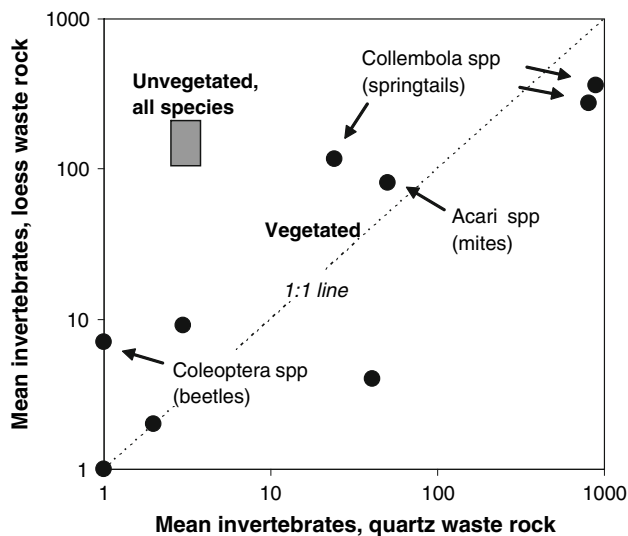 1000
100
10
1
1
10
100
1000
Mean invertebrates, loess waste rock
Mean invertebrates, quartz waste rock
Unvegetated,
all species
Collembola spp
(springtails)
Acari spp
(mites)
Vegetated
1:1 line
Coleoptera spp
(beetles)